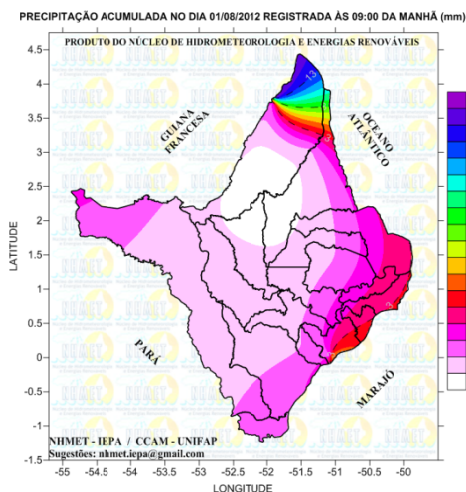 PRECIPITAÇÃO ACUMULADA NO DIA 01/08/2012 REGISTRADA ÀS 09:00 DA MANHÃ (mm)
PRODUTO DO NÚCLEO DE HIDROMETEOROLOGIA E ENERGIAS RENOVÁVEIS
4.5
4
3.5
3
2.5
2
1.5
1
0.5
0
-0.5
-1
-1.5
LATITUDE
GUIANA
FRANCESA
OCEANO
ATLÂNTICO
13
3
PARÁ
MARAJÓ
NHMET - IEPA / CCAM - UNIFAP
Sugestões: nhmet.iepa@gmail.com
-55 -54.5 -54 -53.5 -53 -52.5 -52 -51.5 -51 -50.5 -50
LONGITUDE